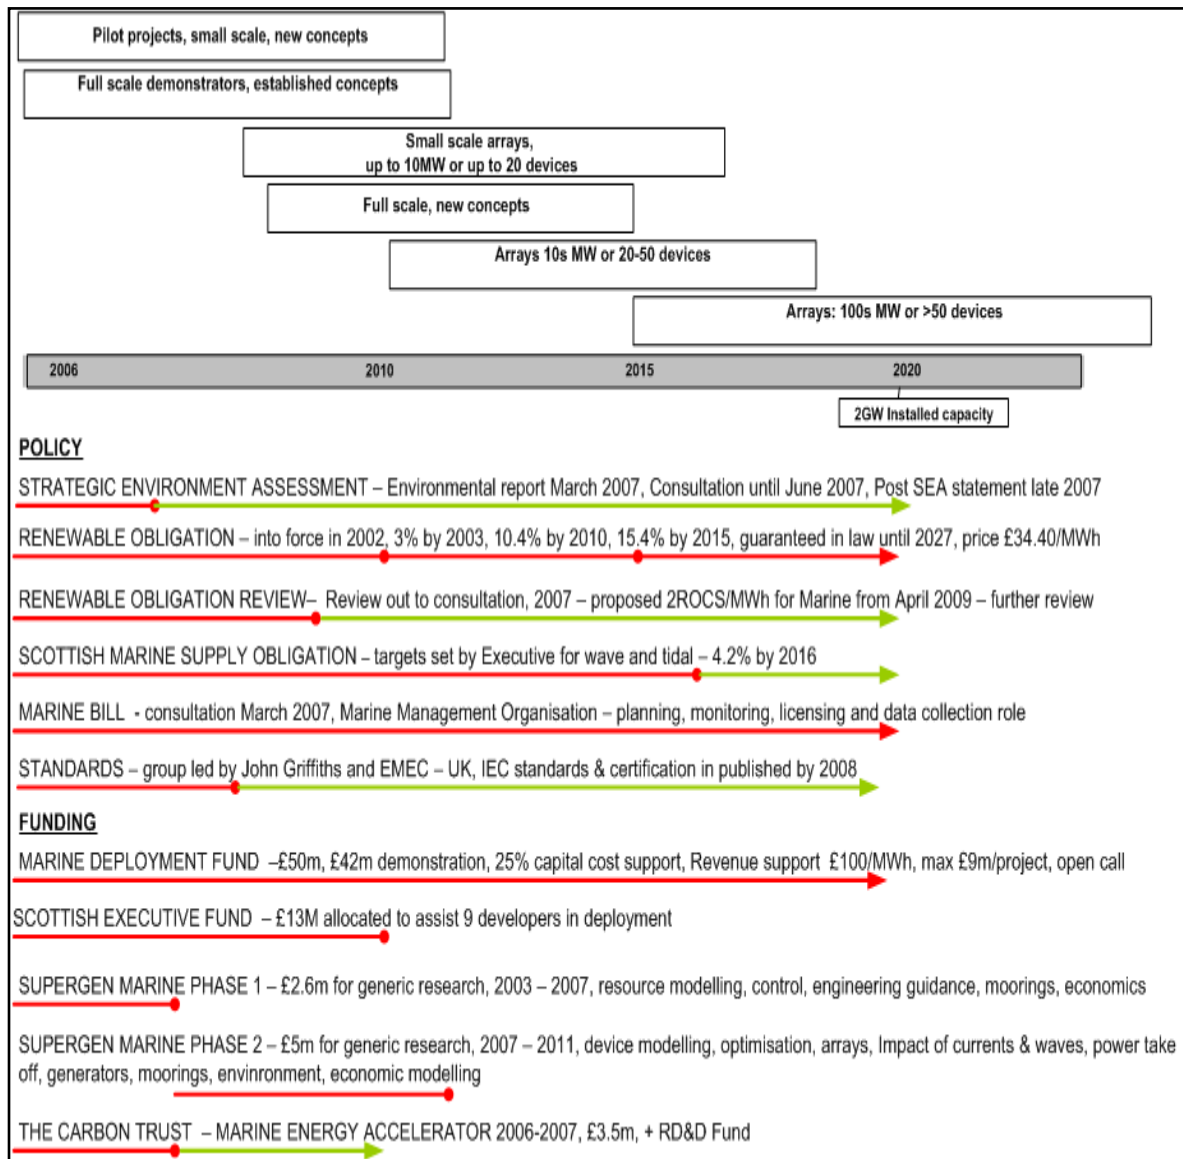 Pilot projects, small scale, new concepts
Full scale demonstrators, established concepts
Small scale arrays,
up to 10MW or up to 20 devices
Full scale, new concepts
Arrays 10s MW or 20-50 devices
Arrays: 100s MW or >50 devices
2006 2010 2015 2020
2GW Installed capacity
POLICY
STRATEGIC ENVIRONMENT ASSESSMENT – Environmental report March 2007, Consultation until June 2007, Post SEA statement late 2007
RENEWABLE OBLIGATION – into force in 2002, 3% by 2003, 10.4% by 2010, 15.4% by 2015, guaranteed in law until 2027, price £34.40/MWh
RENEWABLE OBLIGATION REVIEW– Review out to consultation, 2007 – proposed 2ROCS/MWh for Marine from April 2009 – further review
SCOTTISH MARINE SUPPLY OBLIGATION – targets set by Executive for wave and tidal – 4.2% by 2016
MARINE BILL - consultation March 2007, Marine Management Organisation – planning, monitoring, licensing and data collection role
STANDARDS – group led by John Griffiths and EMEC – UK, IEC standards & certification in published by 2008
FUNDING
MARINE DEPLOYMENT FUND –£50m, £42m demonstration, 25% capital cost support, Revenue support £100/MWh, max £9m/project, open call
SCOTTISH EXECUTIVE FUND – £13M allocated to assist 9 developers in deployment
SUPERGEN MARINE PHASE 1 – £2.6m for generic research, 2003 – 2007, resource modelling, control, engineering guidance, moorings, economics
SUPERGEN MARINE PHASE 2 – £5m for generic research, 2007 – 2011, device modelling, optimisation, arrays, Impact of currents & waves, power take
off, generators, moorings, envinronment, economic modelling
THE CARBON TRUST – MARINE ENERGY ACCELERATOR 2006-2007, £3.5m, + RD&D Fund